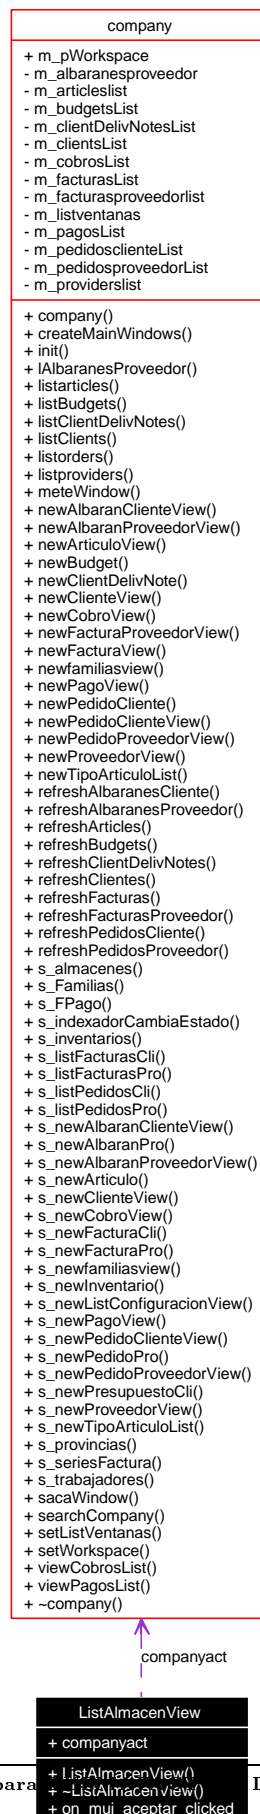 company
+ m_pWorkspace
- m_albaranesproveedor
- m_articleslist
- m_budgetsList
- m_clientDelivNotesList
- m_clientsList
- m_cobrosList
- m_facturasList
- m_facturasproveedorlist
- m_listventanas
- m_pagosList
- m_pedidosclienteList
- m_pedidosproveedorList
- m_providerslist
+ company()
+ createMainWindows()
+ init()
+ lAlbaranesProveedor()
+ listarticles()
+ listBudgets()
+ listClientDelivNotes()
+ listClients()
+ listorders()
+ listproviders()
+ meteWindow()
+ newAlbaranClienteView()
+ newAlbaranProveedorView()
+ newArticuloView()
+ newBudget()
+ newClientDelivNote()
+ newClienteView()
+ newCobroView()
+ newFacturaProveedorView()
+ newFacturaView()
+ newfamiliasview()
+ newPagoView()
+ newPedidoCliente()
+ newPedidoClienteView()
+ newPedidoProveedorView()
+ newProveedorView()
+ newTipoArticuloList()
+ refreshAlbaranesCliente()
+ refreshAlbaranesProveedor()
+ refreshArticles()
+ refreshBudgets()
+ refreshClientDelivNotes()
+ refreshClientes()
+ refreshFacturas()
+ refreshFacturasProveedor()
+ refreshPedidosCliente()
+ refreshPedidosProveedor()
+ s_almacenes()
+ s_Familias()
+ s_FPago()
+ s_indexadorCambiaEstado()
+ s_inventarios()
+ s_listFacturasCli()
+ s_listFacturasPro()
+ s_listPedidosCli()
+ s_listPedidosPro()
+ s_newAlbaranClienteView()
+ s_newAlbaranPro()
+ s_newAlbaranProveedorView()
+ s_newArticulo()
+ s_newClienteView()
+ s_newCobroView()
+ s_newFacturaCli()
+ s_newFacturaPro()
+ s_newfamiliasview()
+ s_newInventario()
+ s_newListConfiguracionView()
+ s_newPagoView()
+ s_newPedidoClienteView()
+ s_newPedidoPro()
+ s_newPedidoProveedorView()
+ s_newPresupuestoCli()
+ s_newProveedorView()
+ s_newTipoArticuloList()
+ s_provincias()
+ s_seriesFactura()
+ s_trabajadores()
+ sacaWindow()
+ searchCompany()
+ setListVentanas()
+ setWorkspace()
+ viewCobrosList()
+ viewPagosList()
+ ~company()
companyact
ListAlmacenView
+ companyact
+ ListAlmacenView()
+ ~ListAlmacenView()
+ on_mui_aceptar_clicked